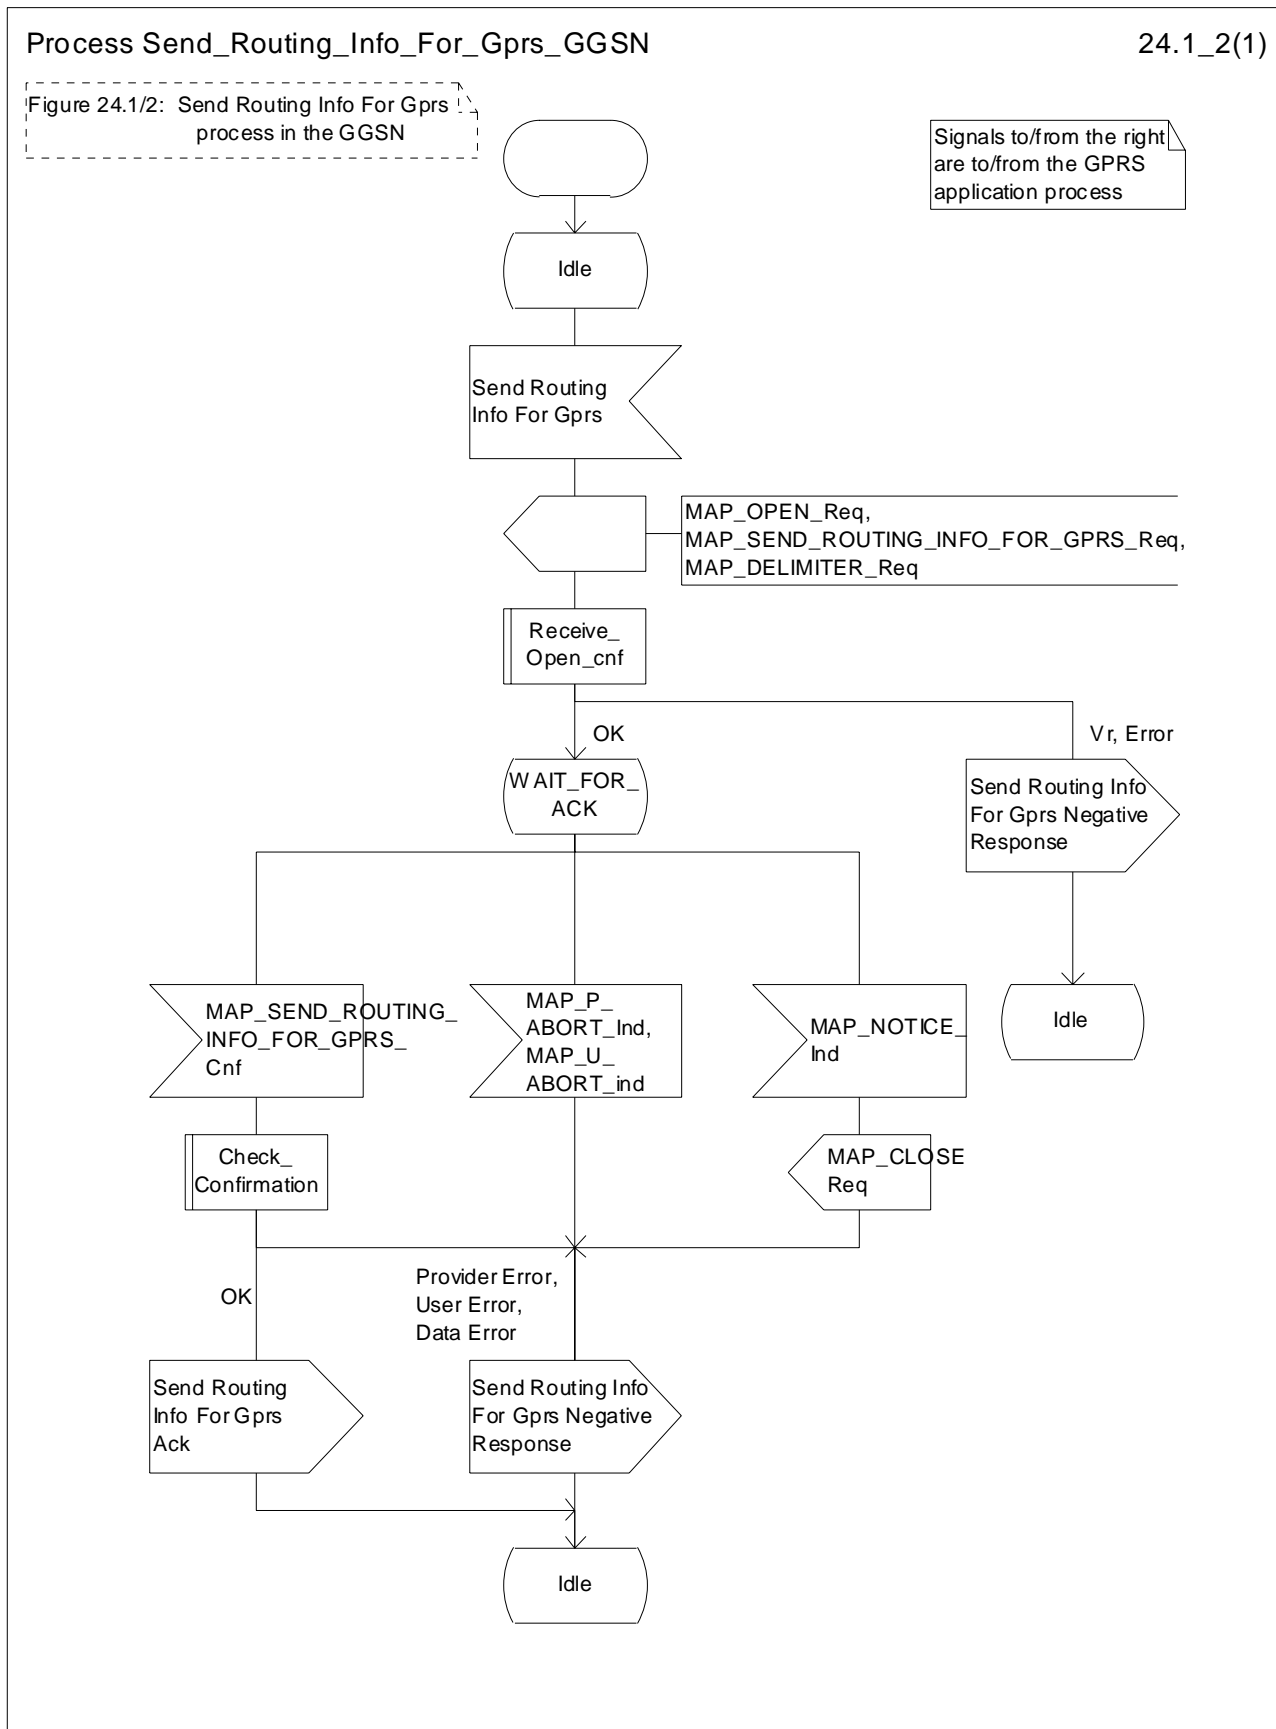 Process Send_Routing_Info_For_Gprs_GGSN
24.1_2(1)
Figure 24.1/2: Send Routing Info For Gprs
process in the GGSN
Signals to/from the right
are to/from the GPRS
application process
Idle
Send Routing
Info For Gprs
MAP_OPEN_Req,
MAP_SEND_ROUTING_INFO_FOR_GPRS_Req,
MAP_DELIMITER_Req
Receive_
Open_cnf
OK
Vr, Error
WAIT_FOR_
ACK
Send Routing Info
For Gprs Negative
Response
MAP_SEND_ROUTING_
INFO_FOR_GPRS_
Cnf
MAP_P_
ABORT_Ind,
MAP_U_
ABORT_ind
MAP_NOTICE_
Ind
Idle
Check_
Confirmation
MAP_CLOSE
Req
OK
Provider Error,
User Error,
Data Error
Send Routing
Info For Gprs
Ack
Send Routing Info
For Gprs Negative
Response
Idle